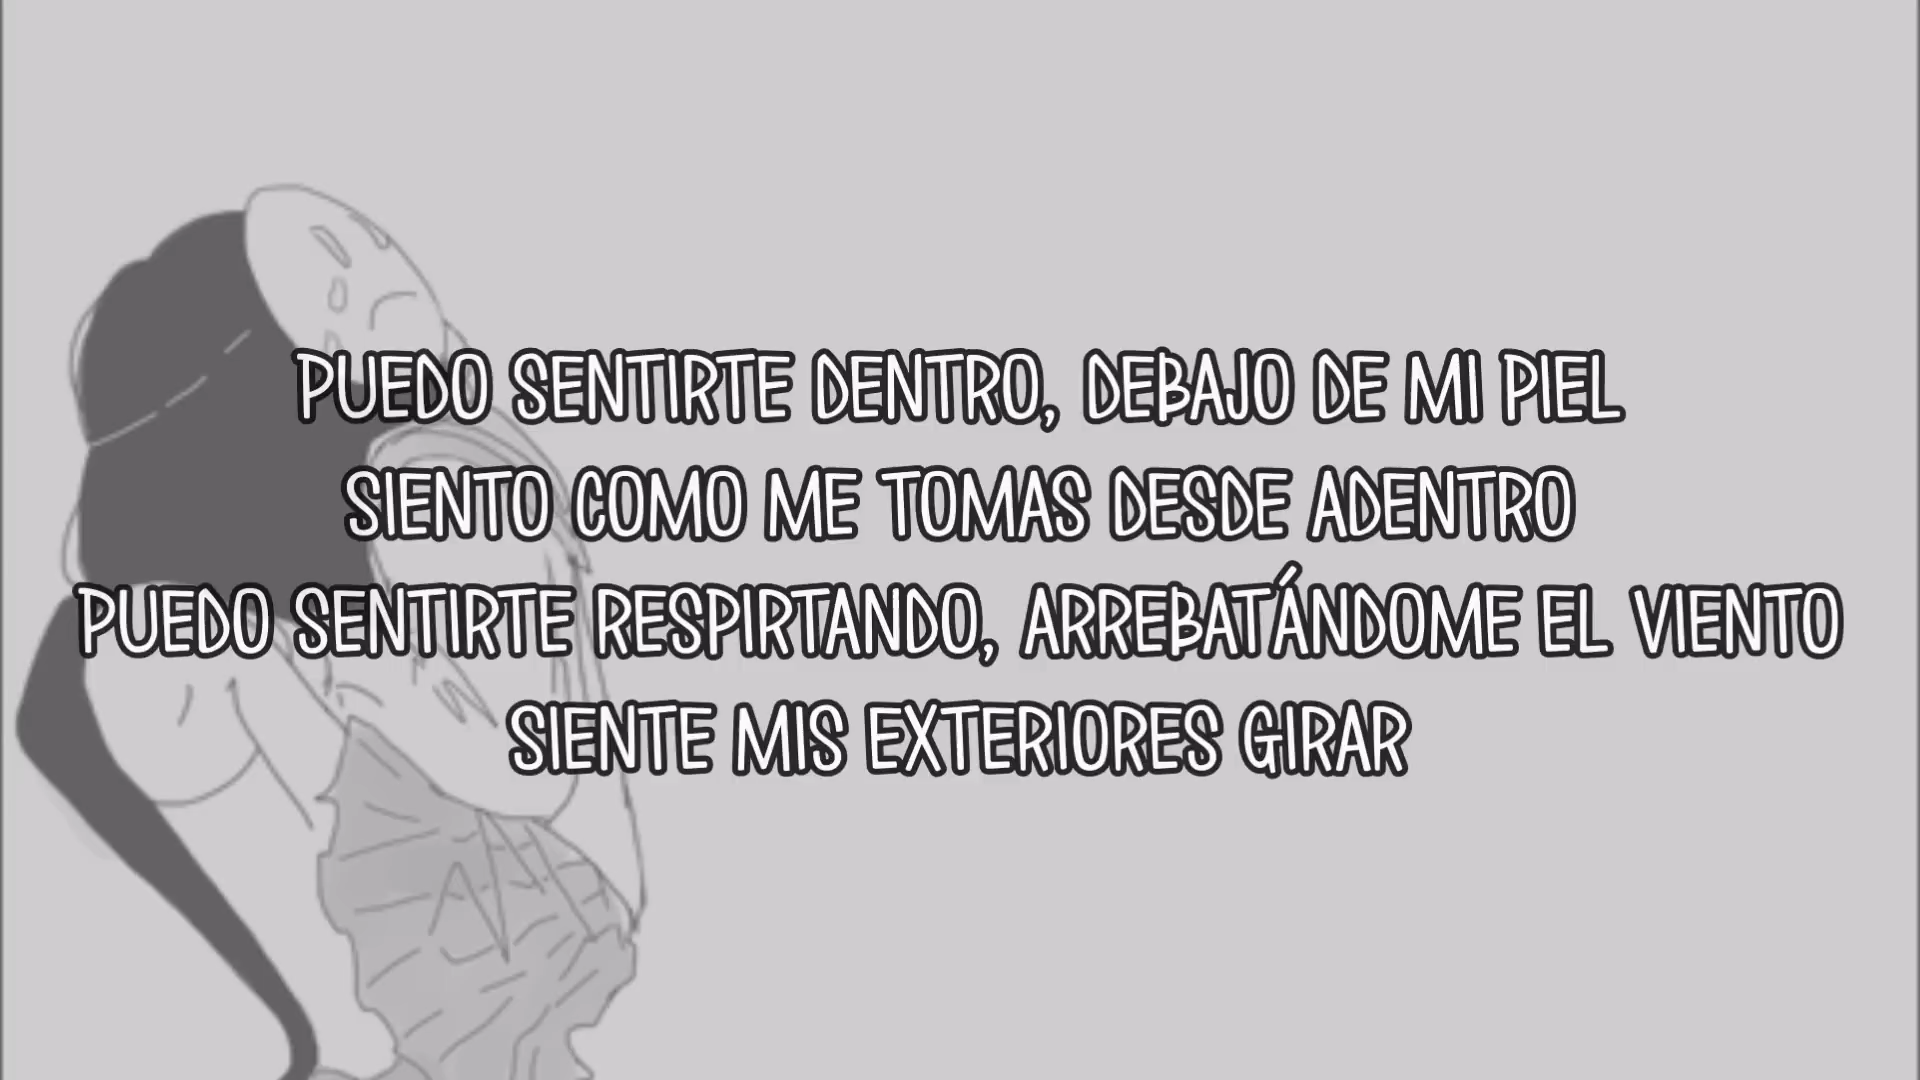 PUEDO SENTIRTE DENTRO, DEBAJO DE MI PIEL
SIENTO COMO ME TOMAS DESDE ADENTRO
PUEDO SENTIRTE RESPIRTANDO, ARREBATÁNDOME EL VIENTO
SIENTE MIS EXTERIORES GIRAR